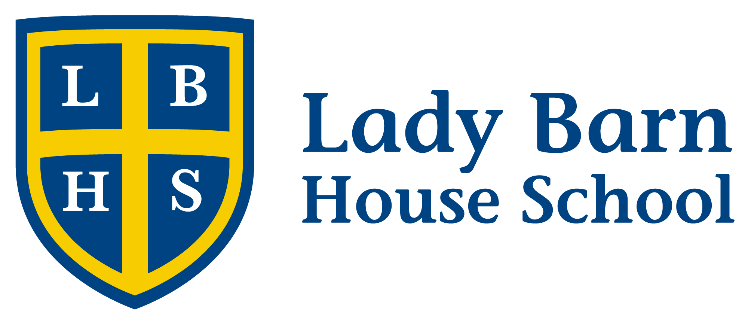 L B
H S
Lady Barn
House School